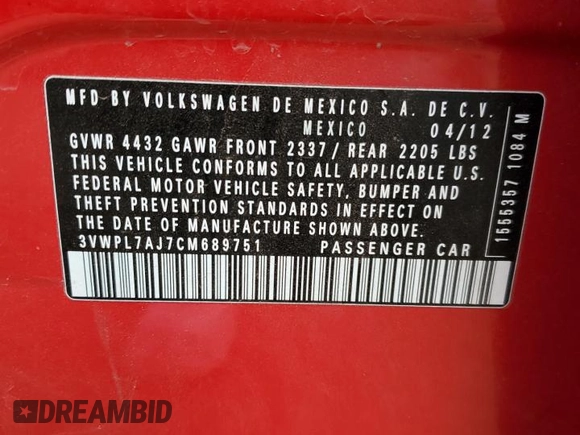 MFD BY VOLKSWAGEN DE MEXICO S.A. DE C.V.
MEXICO 04/12
GVWR 4432 GAWR FRONT 2337/ REAR 2205 LBS
THIS VEHICLE CONFORMS TO ALL APPLICABLE U.S.
FEDERAL MOTOR VEHICLE SAFETY, BUMPER AND
THEFT PREVENTION STANDARDS IN EFFECT ON
THE DATE OF MANUFACTURE SHOWN ABOVE.
3VWPL7AJ7CM689751 PASSENGER CAR
1555357 1084 M
DREAMBID